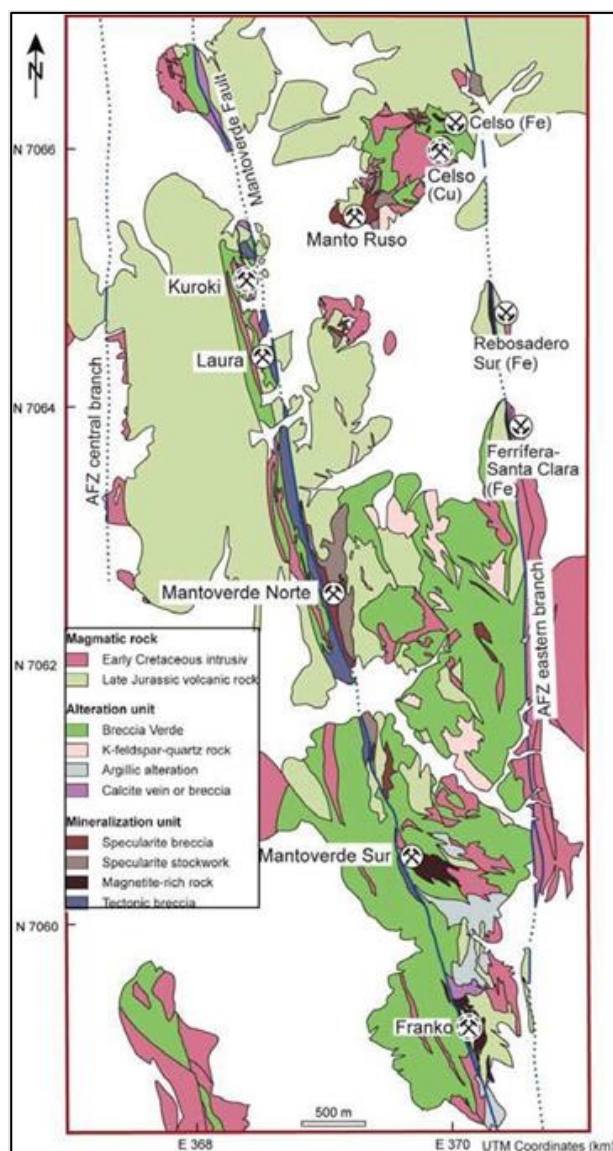 N
Mantoverde Fault
N 7066
Celso (Fe)
Celso
(Cu)
Manto Ruso
Kuroki
Laura
Rebosadero
Sur (Fe)
N 7064
AFZ central branch
Ferrífera-
Santa Clara
(Fe)
Mantoverde Norte
AFZ eastern branch
N 7062
Magmatic rock
Early Cretaceous intrusiv
Late Jurassic volcanic rock
Alteration unit
Breccia Verde
K-feldspar-quartz rock
Argillic alteration
Calcite vein or breccia
Mineralization unit
Specularite breccia
Specularite stockwork
Magnetite-rich rock
Tectonic breccia
Mantoverde Sur
N 7060
Franko
500 m
E 368
E 370
UTM Coordinates (km)